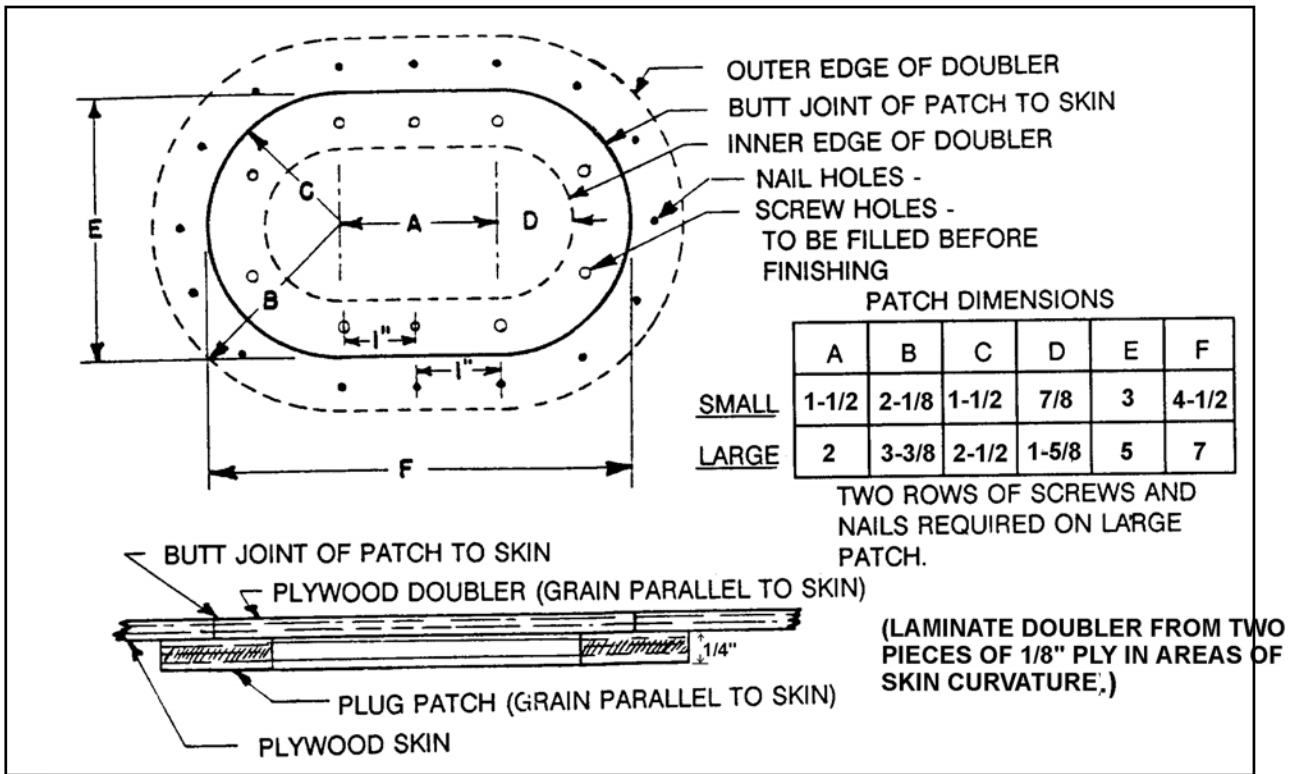 OUTER EDGE OF DOUBLER
BUTT JOINT OF PATCH TO SKIN
INNER EDGE OF DOUBLER
NAIL HOLES -
SCREW HOLES -
TO BE FILLED BEFORE
FINISHING
E
C
A
D
B
1"
1"
F
PATCH DIMENSIONS
A B C D E F
SMALL 1-1/2 2-1/8 1-1/2 7/8 3 4-1/2
LARGE 2 3-3/8 2-1/2 1-5/8 5 7
TWO ROWS OF SCREWS AND
NAILS REQUIRED ON LARGE
PATCH.
BUTT JOINT OF PATCH TO SKIN
PLYWOOD DOUBLER (GRAIN PARALLEL TO SKIN)
1/4"
(LAMINATE DOUBLER FROM TWO
PIECES OF 1/8" PLY IN AREAS OF
SKIN CURVATURE.)
PLUG PATCH (GRAIN PARALLEL TO SKIN)
PLYWOOD SKIN